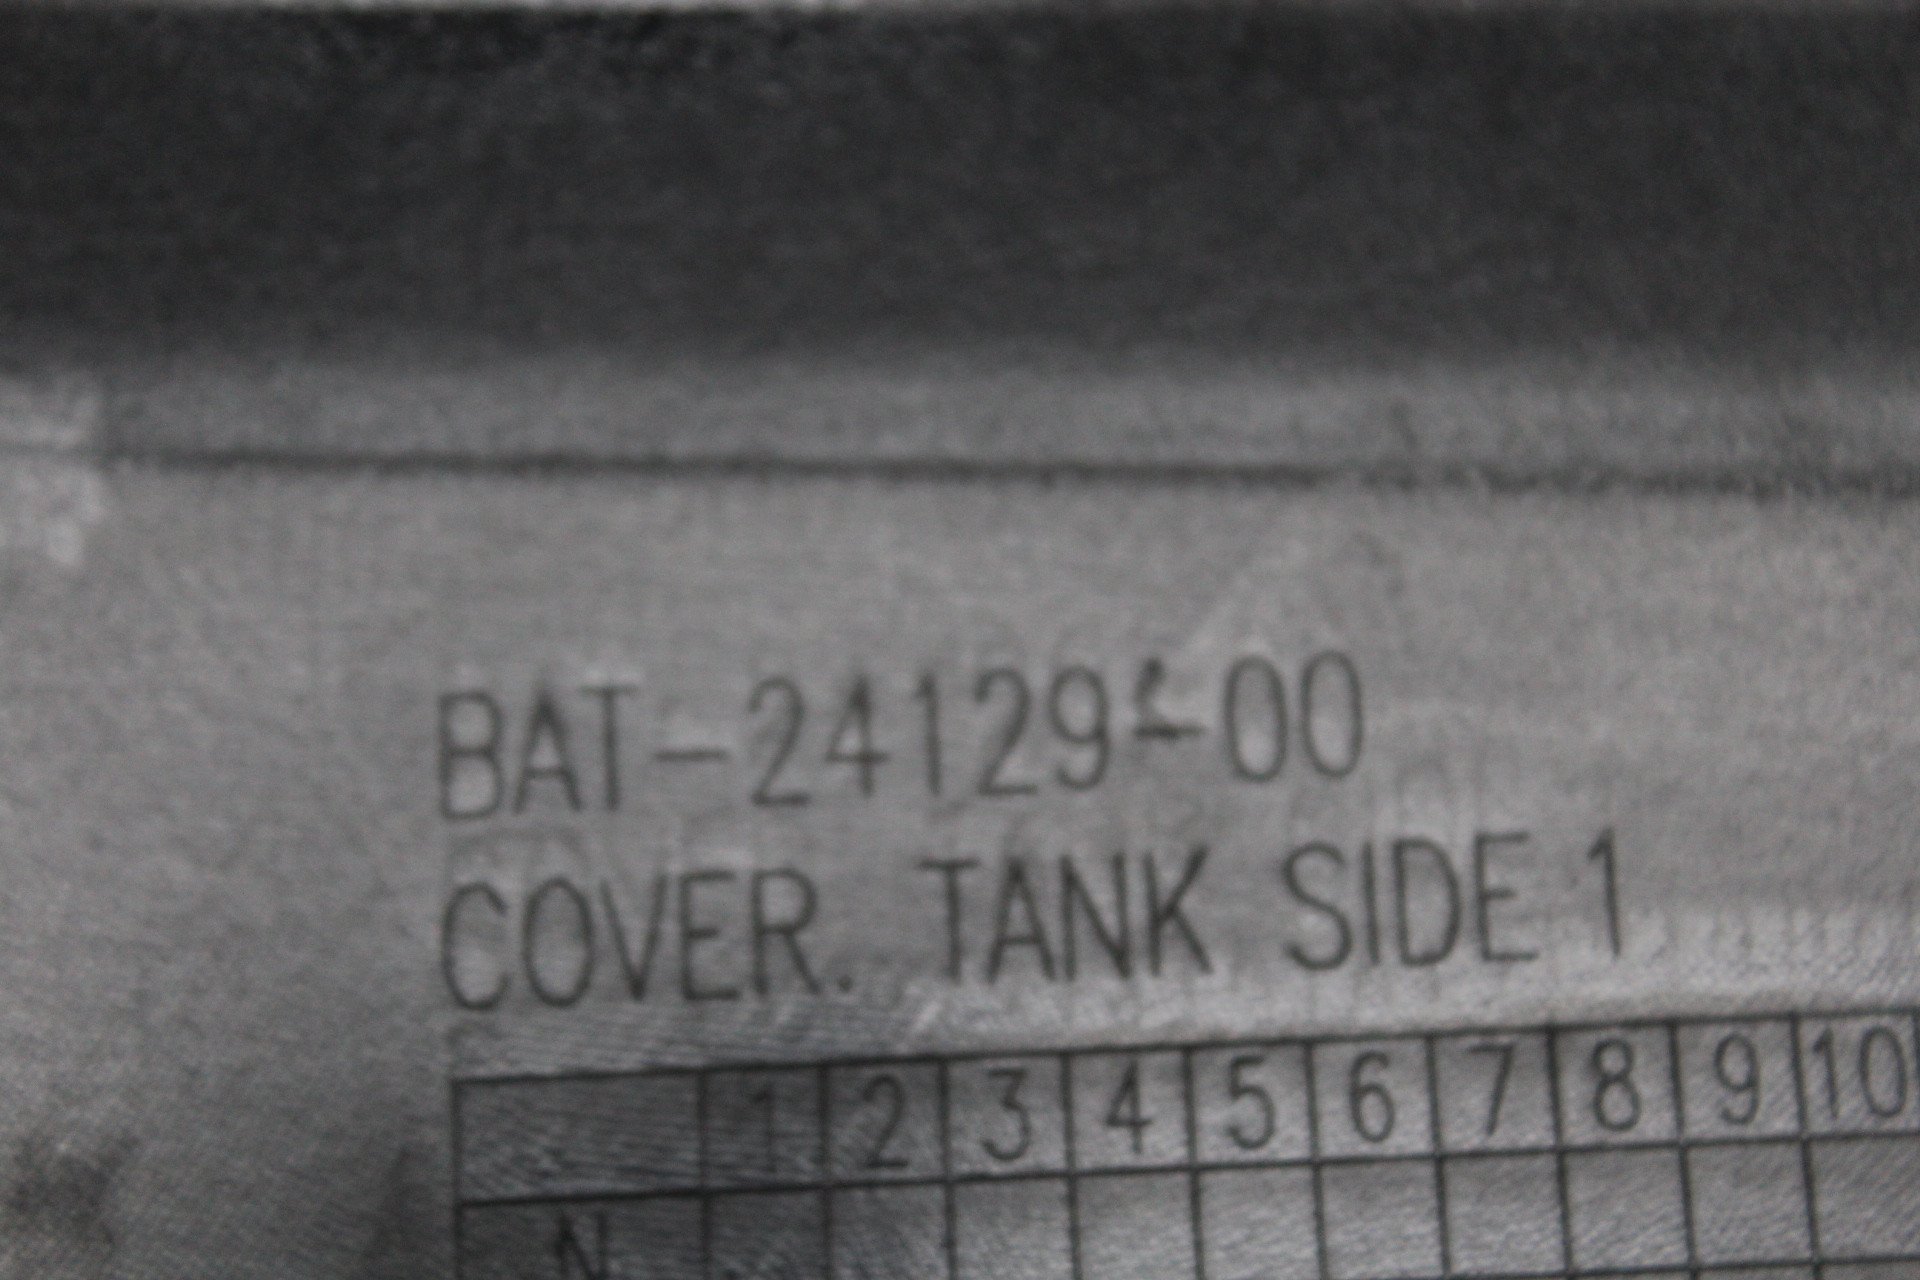 BAT-24129-00
COVER. TANK SIDE 1
1 2 3 4 5 6 7 8 9 10
N